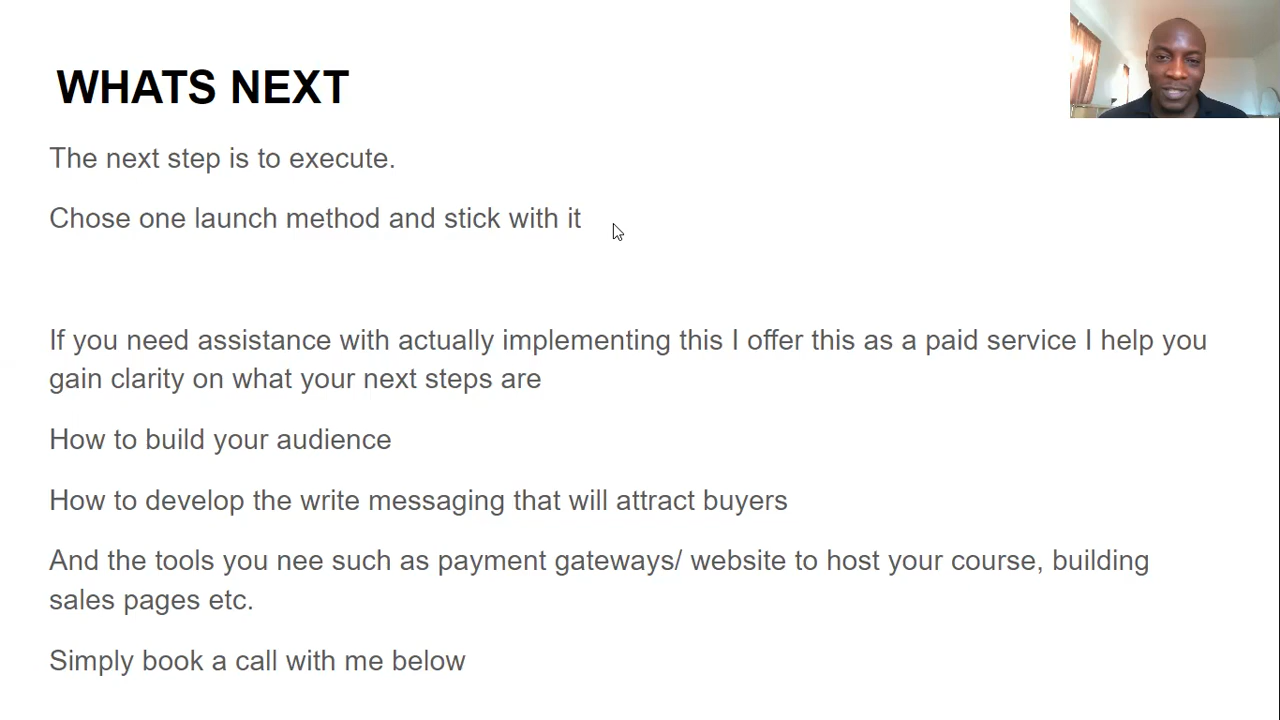 WHATS NEXT
The next step is to execute.
Chose one launch method and stick with it
If you need assistance with actually implementing this I offer this as a paid service I help you
gain clarity on what your next steps are
How to build your audience
How to develop the write messaging that will attract buyers
And the tools you nee such as payment gateways/ website to host your course, building
sales pages etc.
Simply book a call with me below